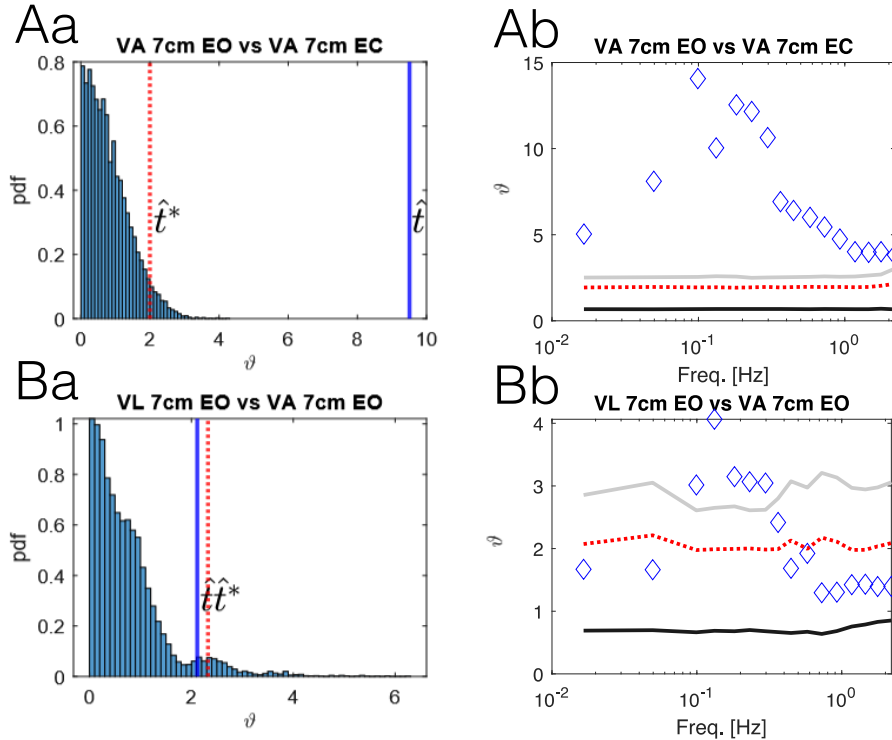 Aa
VA 7cm EO vs VA 7cm EC
0.8
0.6
0.4
0.2
0
pdf
t̂*
t̂
0 2 4 6 8 10
ϑ
Ab
VA 7cm EO vs VA 7cm EC
15
10
5
0
ϑ
10⁻² 10⁻¹ 10⁰
Freq. [Hz]
Ba
VL 7cm EO vs VA 7cm EO
1
0.8
0.6
0.4
0.2
0
pdf
t̂ t̂*
0 2 4 6
ϑ
Bb
VL 7cm EO vs VA 7cm EO
4
3
2
1
0
ϑ
10⁻² 10⁻¹ 10⁰
Freq. [Hz]